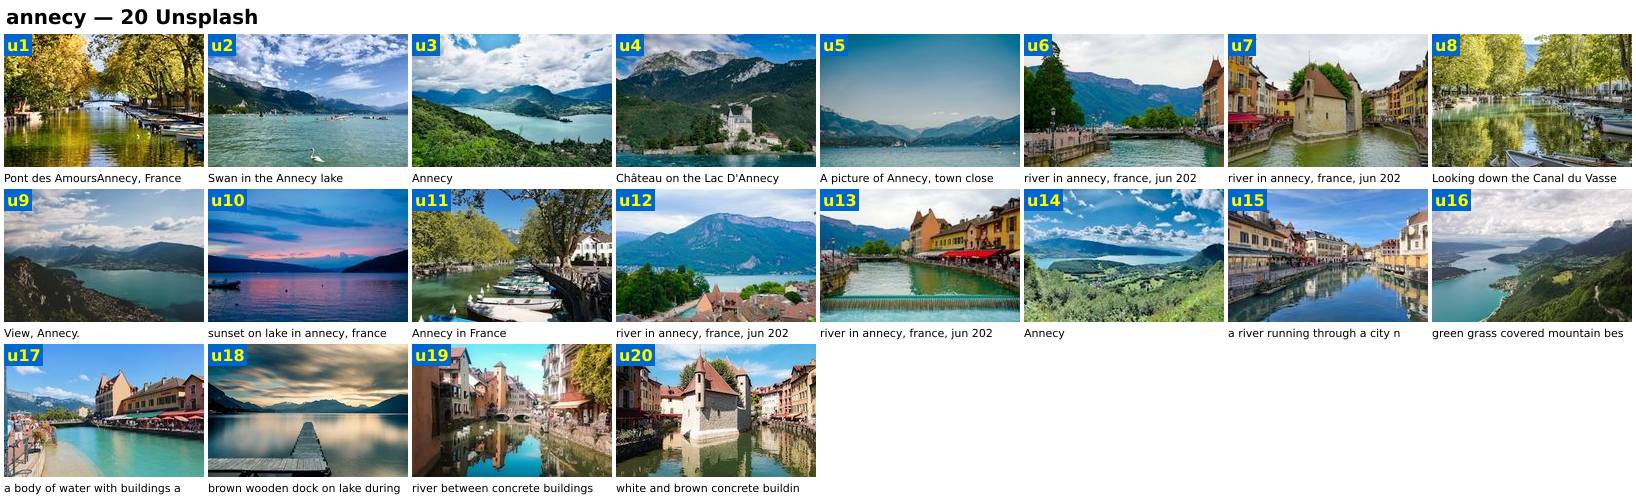 annecy — 20 Unsplash
u1
u2
u3
u4
u5
u6
u7
u8
Pont des AmoursAnnecy, France
Swan in the Annecy lake
Annecy
Château on the Lac D'Annecy
A picture of Annecy, town close
river in annecy, france, jun 202
river in annecy, france, jun 202
Looking down the Canal du Vasse
u9
u10
u11
u12
u13
u14
u15
u16
View, Annecy.
sunset on lake in annecy, france
Annecy in France
river in annecy, france, jun 202
river in annecy, france, jun 202
Annecy
a river running through a city n
green grass covered mountain bes
u17
u18
u19
u20
a body of water with buildings a
brown wooden dock on lake during
river between concrete buildings
white and brown concrete buildin